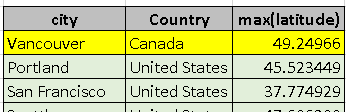 city Country max(latitude)
Vancouver Canada 49.24966
Portland United States 45.523449
San Francisco United States 37.774929